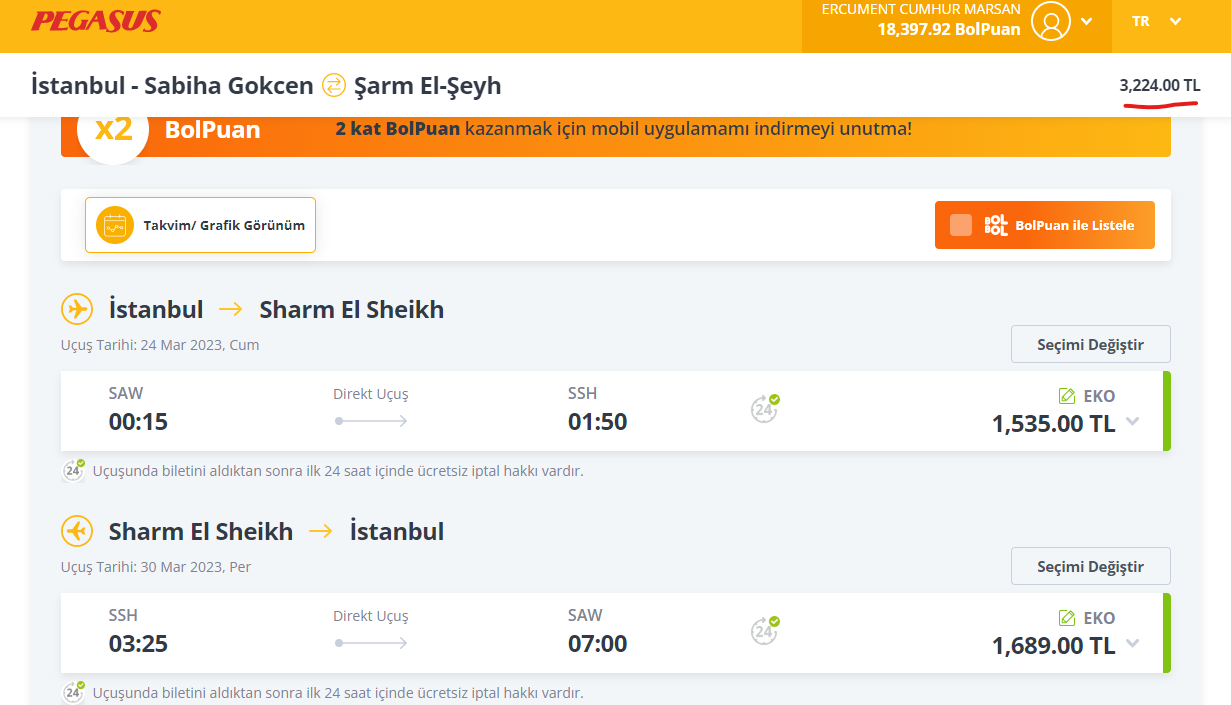 PEGASUS
ERCUMENT CUMHUR MARSAN
18,397.92 BolPuan
TR
İstanbul - Sabiha Gokcen Şarm El-Şeyh
3,224.00 TL
x2 BolPuan 2 kat BolPuan kazanmak için mobil uygulamamı indirmeyi unutma!
Takvim/ Grafik Görünüm
BOL BOL BolPuan ile Listele
İstanbul → Sharm El Sheikh
Uçuş Tarihi: 24 Mar 2023, Cum
Seçimi Değiştir
SAW Direkt Uçuş SSH 24 EKO
00:15 01:50 1,535.00 TL
24 Uçuşunda biletini aldıktan sonra ilk 24 saat içinde ücretsiz iptal hakkı vardır.
Sharm El Sheikh → İstanbul
Uçuş Tarihi: 30 Mar 2023, Per
Seçimi Değiştir
SSH Direkt Uçuş SAW 24 EKO
03:25 07:00 1,689.00 TL
24 Uçuşunda biletini aldıktan sonra ilk 24 saat içinde ücretsiz iptal hakkı vardır.